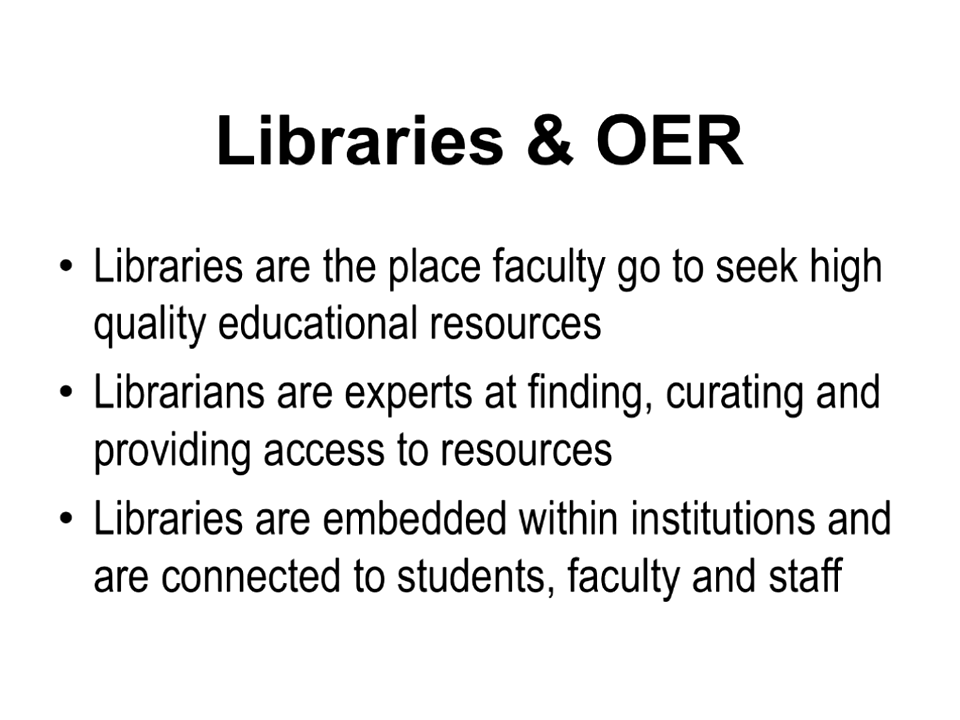 Libraries & OER
• Libraries are the place faculty go to seek high
quality educational resources
• Librarians are experts at finding, curating and
providing access to resources
• Libraries are embedded within institutions and
are connected to students, faculty and staff